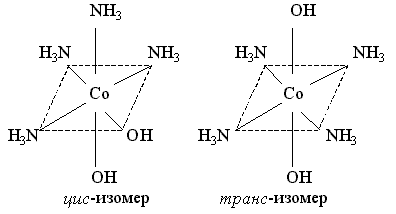 NH₃ OH
H₃N NH₃ H₃N NH₃
Co Co
H₃N OH H₃N NH₃
OH OH
цис-изомер транс-изомер